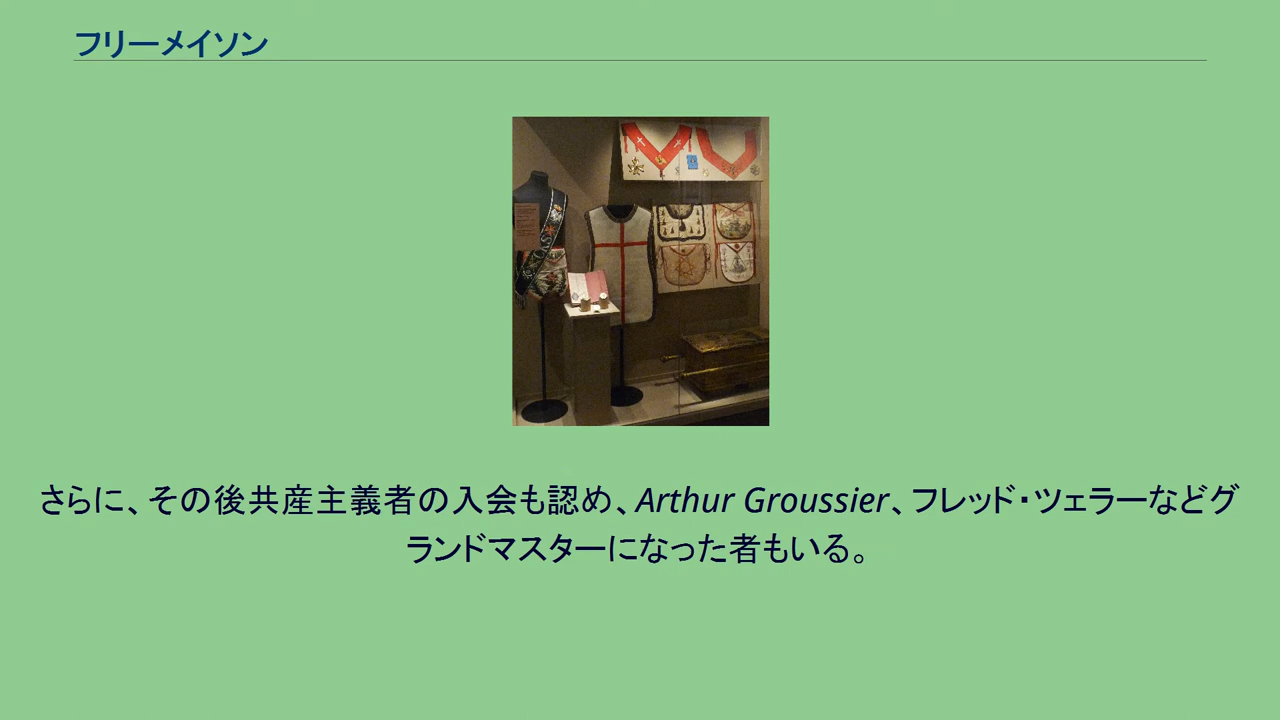 フリーメイソン
さらに、その後共産主義者の入会も認め、Arthur Groussier、フレッド・ツェラーなどグ
ランドマスターになった者もいる。